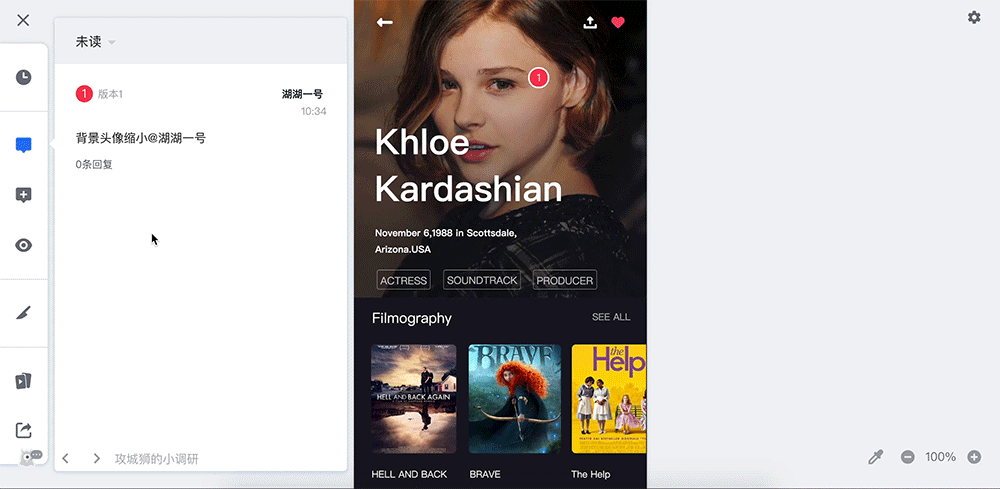 未读
1 版本1 湖湖一号
10:34
背景头像缩小@湖湖一号
0条回复
攻城狮的小调研
1
Khloe
Kardashian
November 6,1988 in Scottsdale,
Arizona.USA
ACTRESS SOUNDTRACK PRODUCER
Filmography SEE ALL
HELL AND BACK AGAIN
BRAVE
the
Help
HELL AND BACK BRAVE The Help
100%